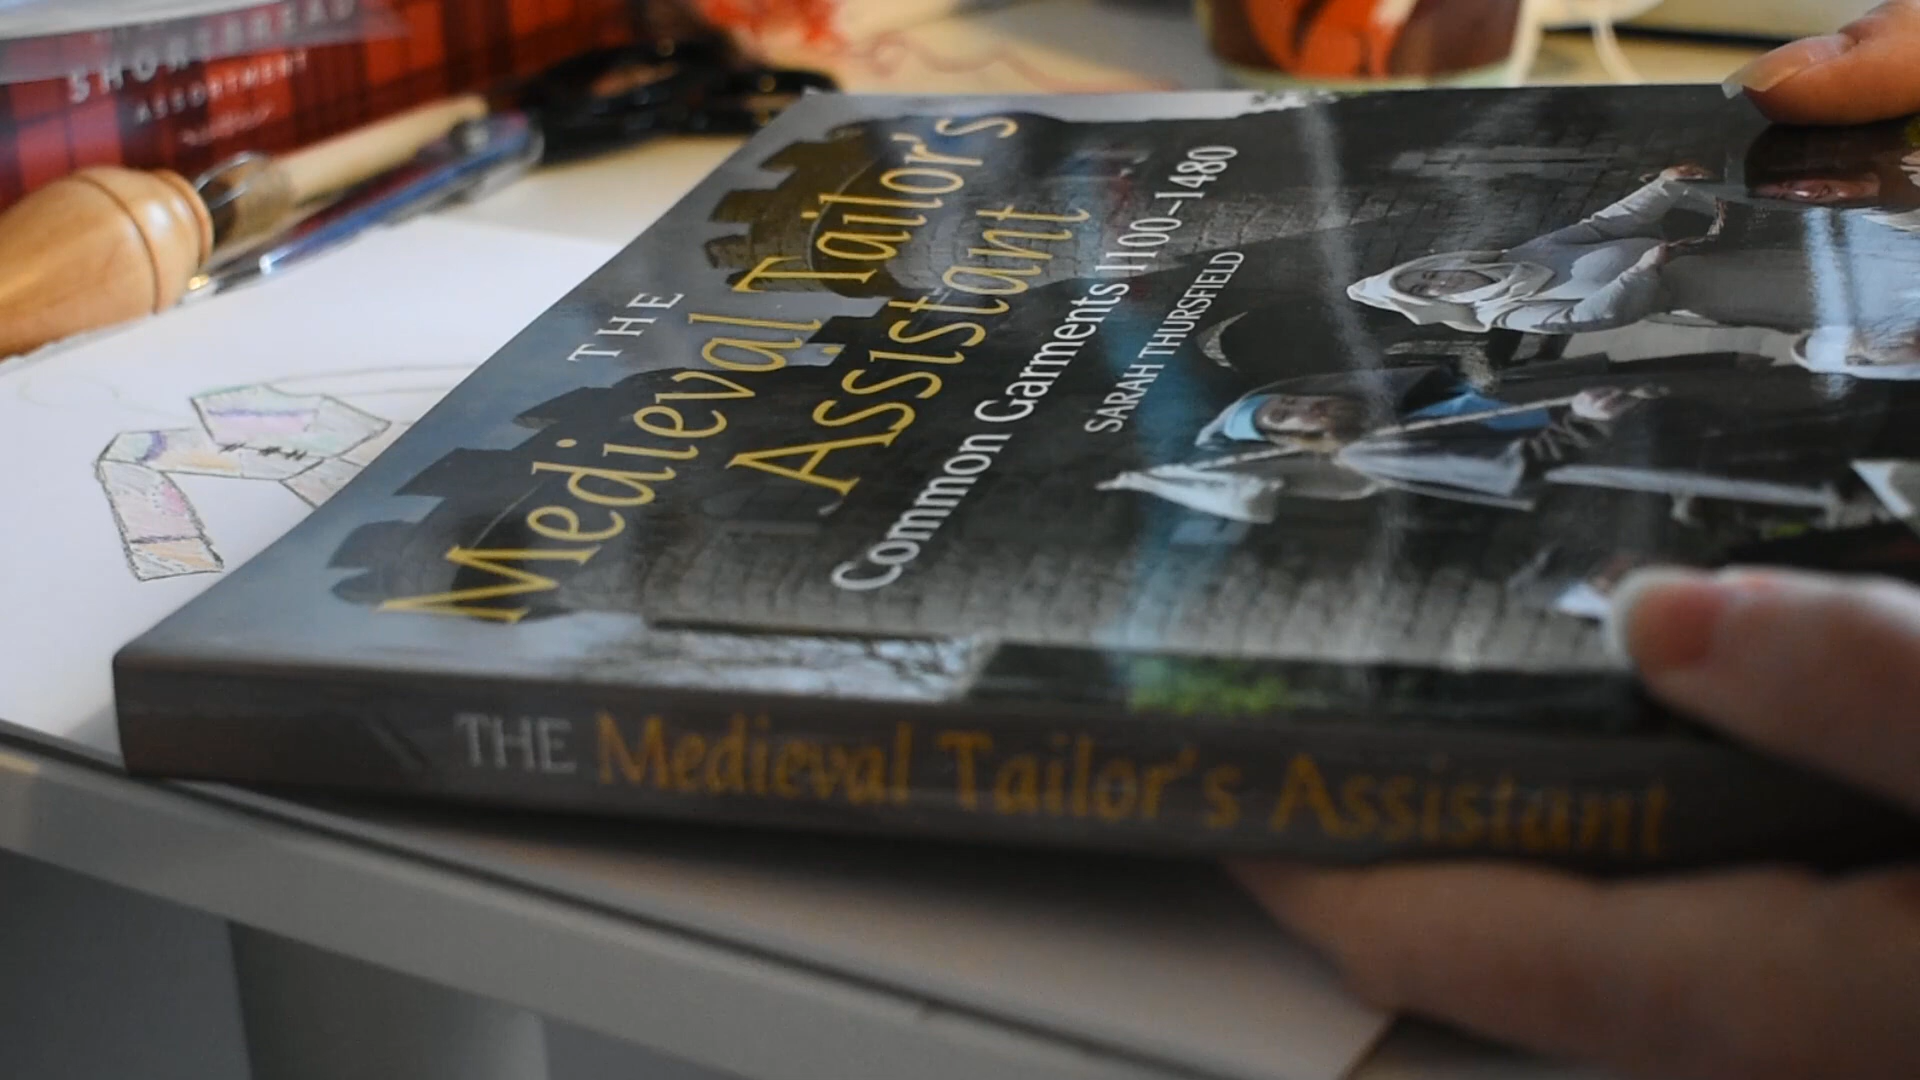 SHORTBREAD
ASSORTMENT
THE
Medieval Tailor's
Assistant
Common Garments 1100–1480
SARAH THURSFIELD
THE Medieval Tailor's Assistant